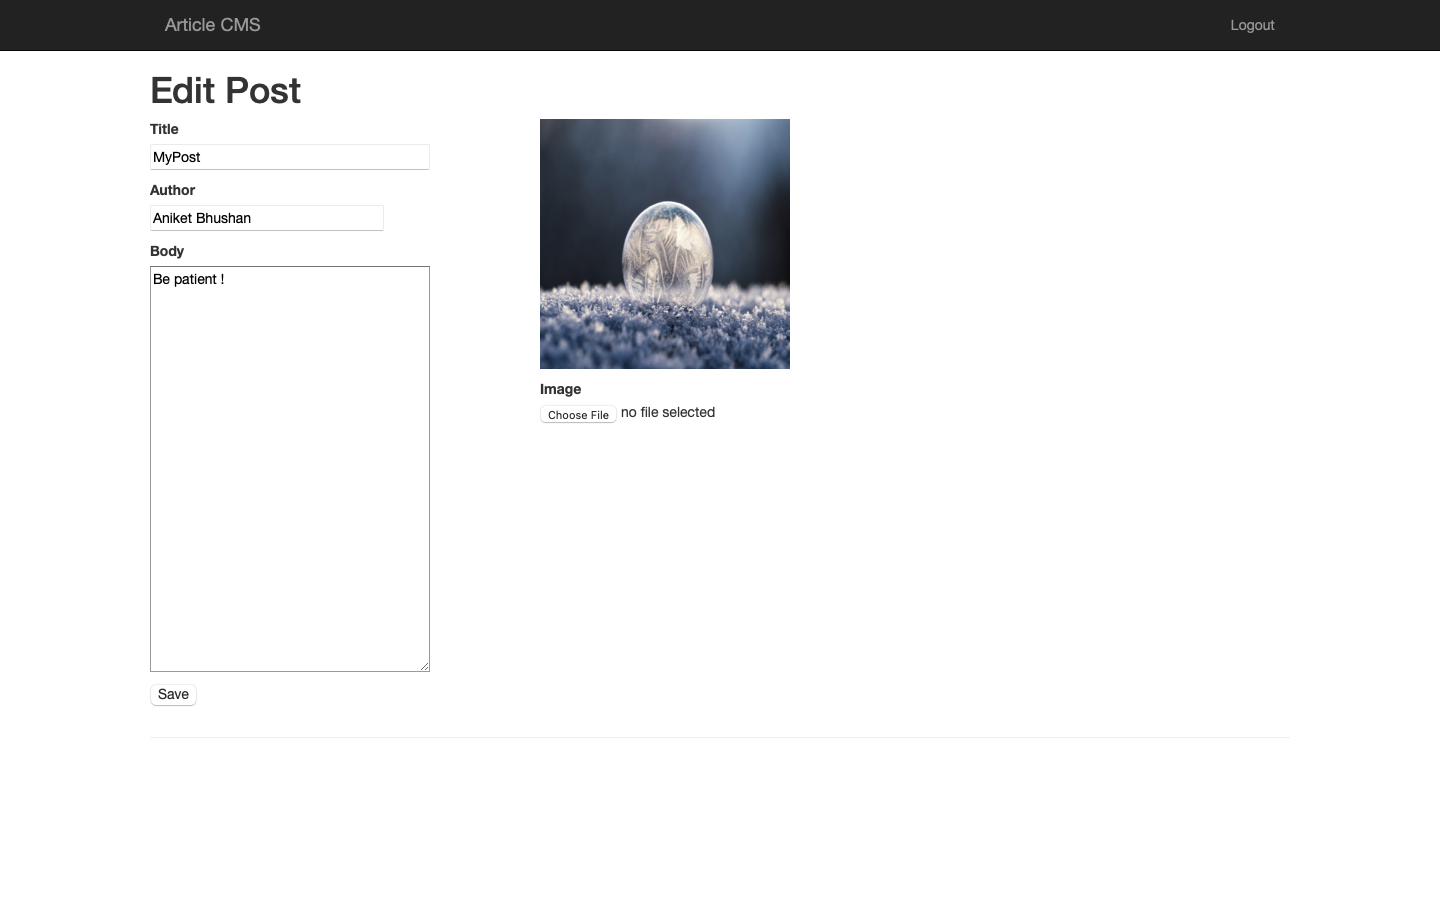 Article CMS
Logout
Edit Post
Title
MyPost
Author
Aniket Bhushan
Body
Be patient !
Save
Image
Choose File no file selected